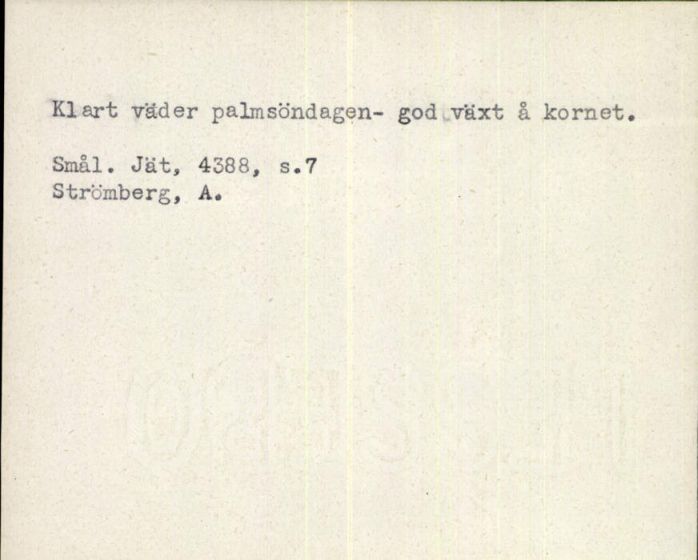 Klart väder palmsöndagen- god växt å kornet.
Smål. Jät, 4388, s.7
Strömberg, A.